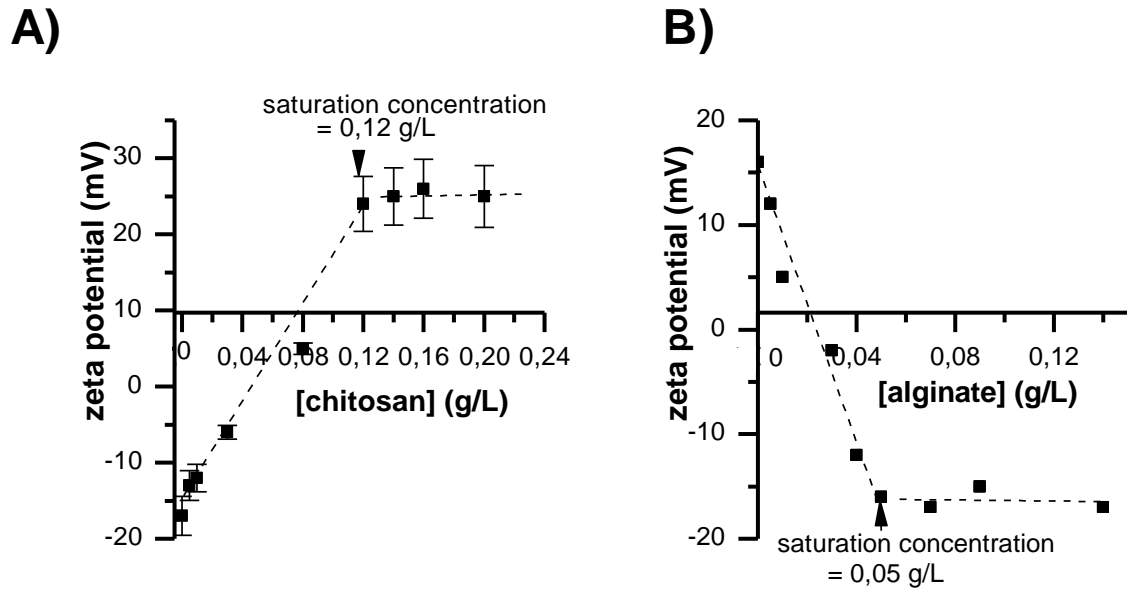 A)
saturation concentration
= 0,12 g/L
zeta potential (mV)
30
20
10
0
-10
-20
0
0,04
0,08
0,12
0,16
0,20
0,24
[chitosan] (g/L)
B)
zeta potential (mV)
20
10
0
-10
-20
0
0,04
0,08
0,12
[alginate] (g/L)
saturation concentration
= 0,05 g/L